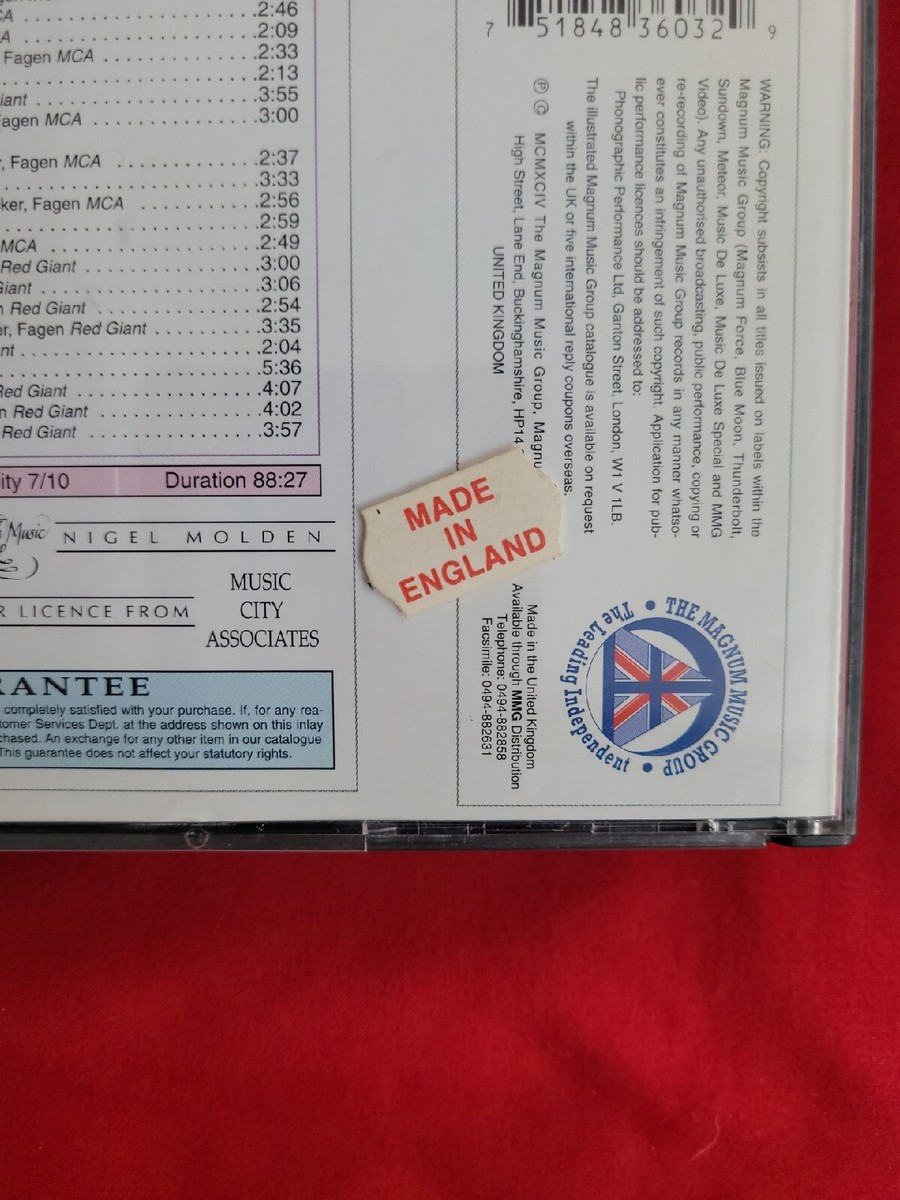 2:46
A 2:09
Fagen MCA 2:33
2:13
iant 3:55
Fagen MCA 3:00
r, Fagen MCA 2:37
3:33
ker, Fagen MCA 2:56
2:59
MCA 2:49
Red Giant 3:00
Giant 3:06
n Red Giant 2:54
er, Fagen Red Giant 3:35
nt 2:04
5:36
Red Giant 4:07
n Red Giant 4:02
Red Giant 3:57
ity 7/10 Duration 88:27
Music
NIGEL MOLDEN
R LICENCE FROM
MUSIC
CITY
ASSOCIATES
RANTEE
completely satisfied with your purchase. If, for any rea-
tomer Services Dept. at the address shown on this inlay
chased. An exchange for any other item in our catalogue
This guarantee does not affect your statutory rights.
MADE
IN
ENGLAND
7 51848 36032 9
WARNING: Copyright subsists in all titles issued on labels within the
Magnum Music Group (Magnum Force, Blue Moon, Thunderbolt,
Sundown, Meteor, Music De Luxe, Music De Luxe Special and MMG
Video). Any unauthorised broadcasting, public performance, copying or
re-recording of Magnum Music Group records in any manner whatso-
ever constitutes an infringement of such copyright. Application for pub-
lic performance licences should be addressed to:
Phonographic Performance Ltd, Ganton Street, London, W1 V 1LB.
The illustrated Magnum Music Group catalogue is available on request
within the UK or five international reply coupons overseas.
Ⓟ © MCMXCIV The Magnum Music Group, Magnu
High Street, Lane End, Buckinghamshire, HP14
UNITED KINGDOM
Made in the United Kingdom
Available through MMG Distribution
Telephone: 0494-882858
Facsimile: 0494-882631
THE MAGNUM MUSIC GROUP
The Leading Independent